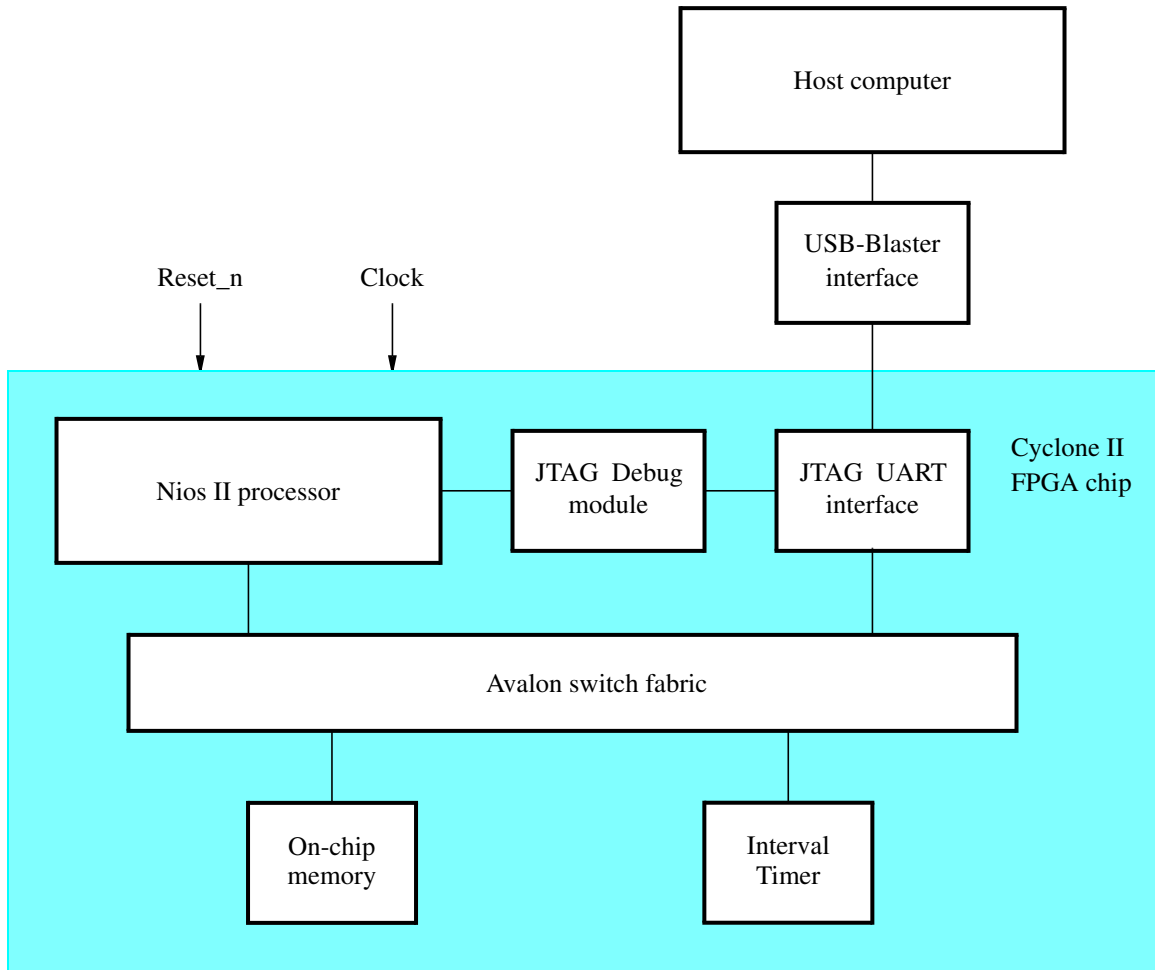 Host computer
USB-Blaster
interface
Reset_n
Clock
Cyclone II
FPGA chip
Nios II processor
JTAG Debug
module
JTAG UART
interface
Avalon switch fabric
On-chip
memory
Interval
Timer